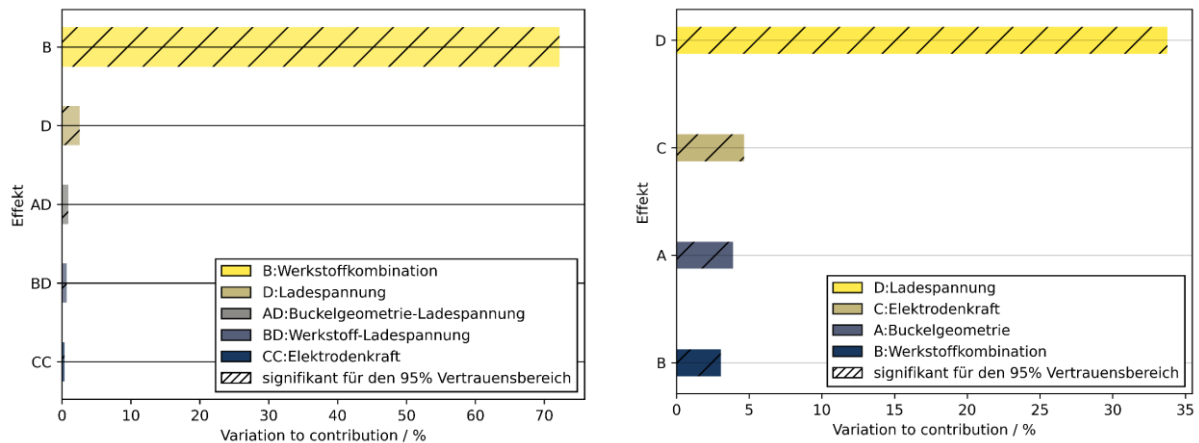 B
D
AD
BD
CC
Effekt
B:Werkstoffkombination
D:Ladespannung
AD:Buckelgeometrie-Ladespannung
BD:Werkstoff-Ladespannung
CC:Elektrodenkraft
signifikant für den 95% Vertrauensbereich
0 10 20 30 40 50 60 70
Variation to contribution / %
D
C
A
B
Effekt
D:Ladespannung
C:Elektrodenkraft
A:Buckelgeometrie
B:Werkstoffkombination
signifikant für den 95% Vertrauensbereich
0 5 10 15 20 25 30 35
Variation to contribution / %